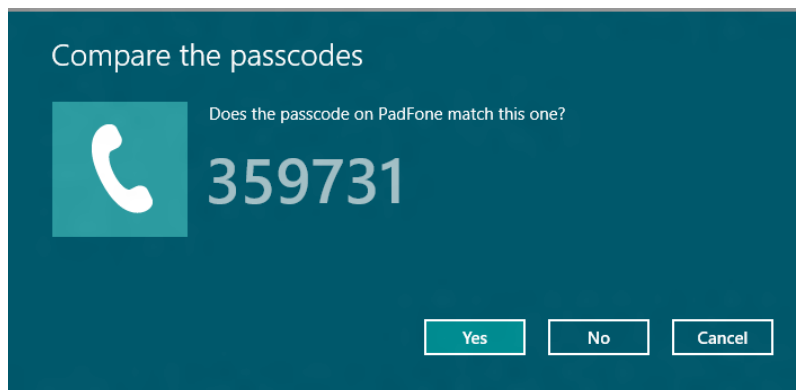 Compare the passcodes
Does the passcode on PadFone match this one?
359731
Yes No Cancel